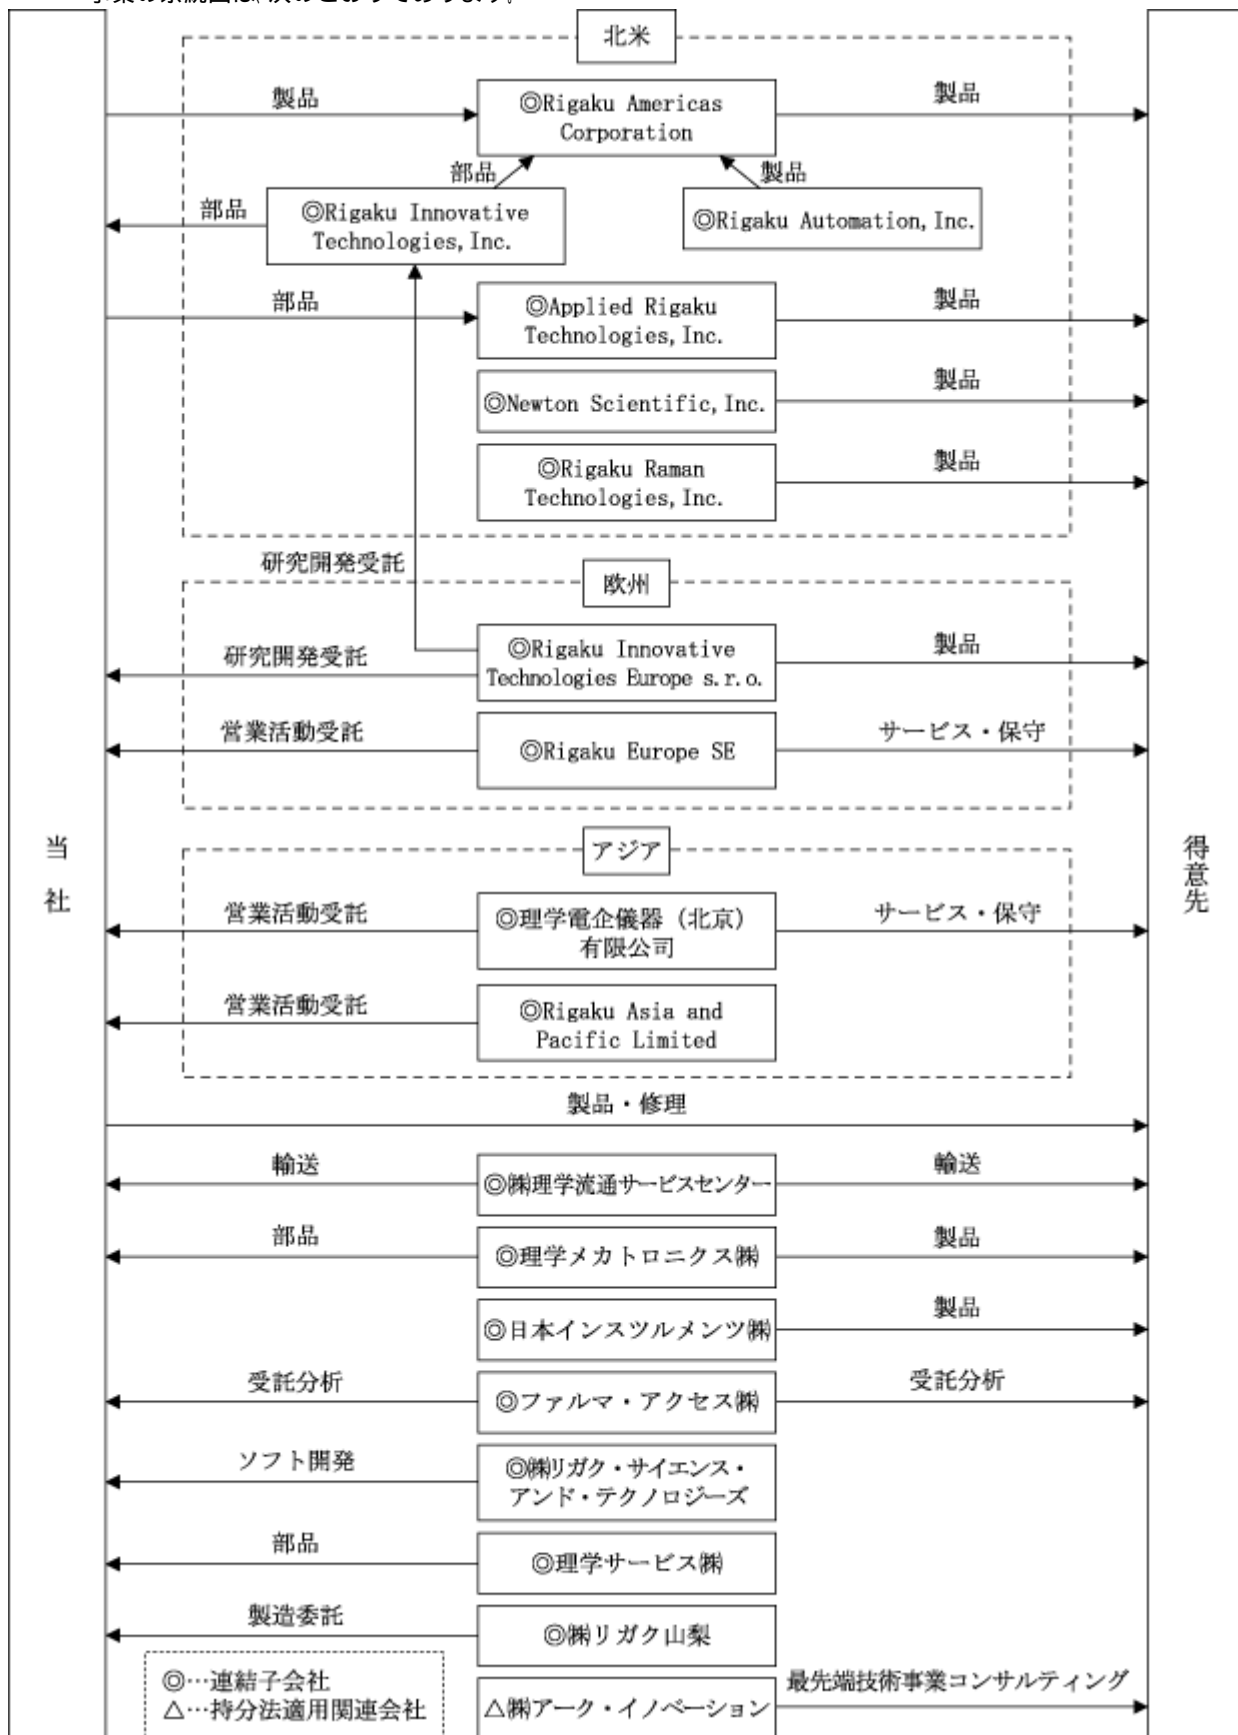 事業の系統図は、次のとおりであります。
北米
製品
◎Rigaku Americas
Corporation
製品
部品
製品
部品
◎Rigaku Innovative
Technologies,Inc.
◎Rigaku Automation,Inc.
部品
◎Applied Rigaku
Technologies,Inc.
製品
◎Newton Scientific,Inc.
製品
◎Rigaku Raman
Technologies,Inc.
製品
研究開発受託
欧州
研究開発受託
◎Rigaku Innovative
Technologies Europe s.r.o.
製品
営業活動受託
◎Rigaku Europe SE
サービス・保守
当社
得意先
アジア
営業活動受託
◎理学電企儀器（北京）
有限公司
サービス・保守
営業活動受託
◎Rigaku Asia and
Pacific Limited
製品・修理
輸送
◎㈱理学流通サービスセンター
輸送
部品
◎理学メカトロニクス㈱
製品
◎日本インスツルメンツ㈱
製品
受託分析
◎ファルマ・アクセス㈱
受託分析
ソフト開発
◎㈱リガク・サイエンス・
アンド・テクノロジーズ
部品
◎理学サービス㈱
製造委託
◎㈱リガク山梨
◎…連結子会社
△…持分法適用関連会社
△㈱アーク・イノベーション
最先端技術事業コンサルティング